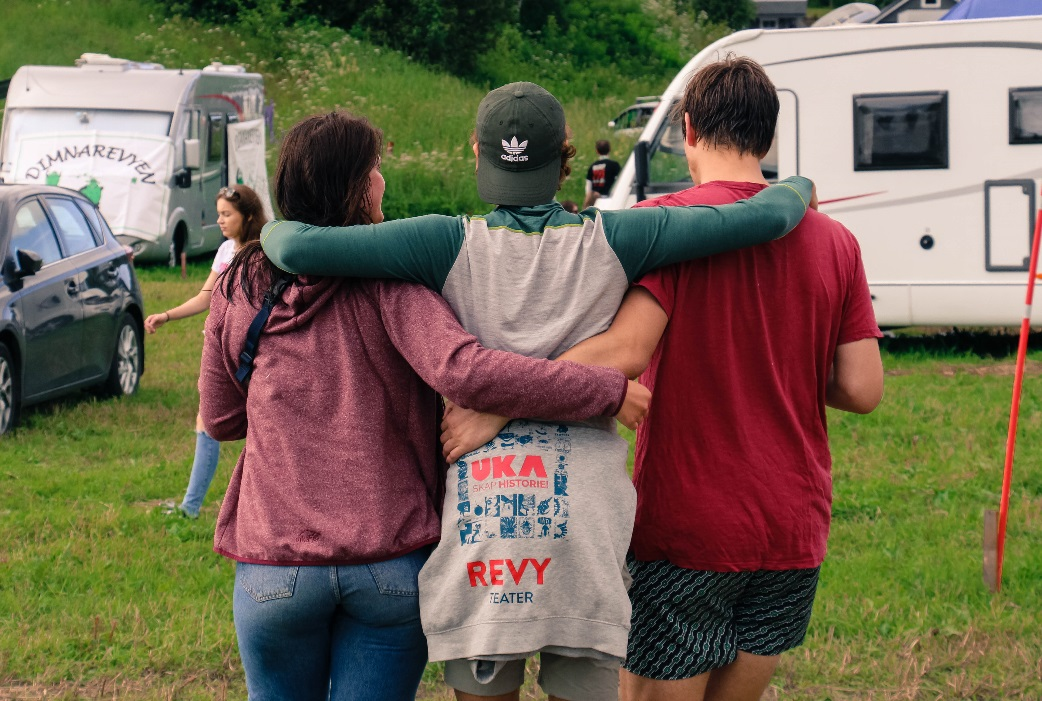 DIMNAREVYEN
adidas
UKA
SKAP HISTORIE!
REVY
TEATER